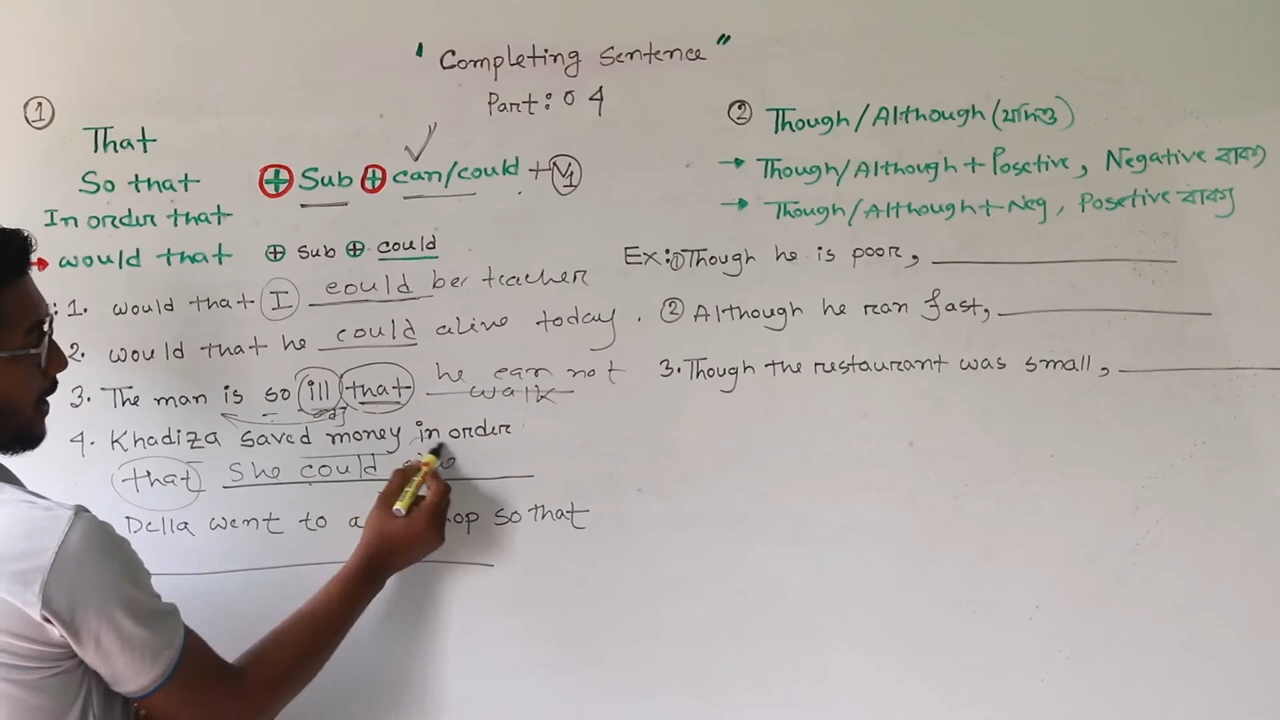 ' Completing Sentence "
Part: 04
①
That
So that
In order that
would that
⊕ Sub ⊕ can/could + V1
⊕ Sub ⊕ could
1. would that I could be teacher
2. would that he could alive today.
3. The man is so ill that he can not
walk
adj
4. Khadiza saved money in order
that She could
Della went to a so that
② Though/Although (যদিও)
→ Though/Although + Posetive, Negative বাক্য
→ Though/Although + Neg, Posetive বাক্য
Ex: ① Though he is poor,
② Although he ran fast,
3. Though the restaurant was small,